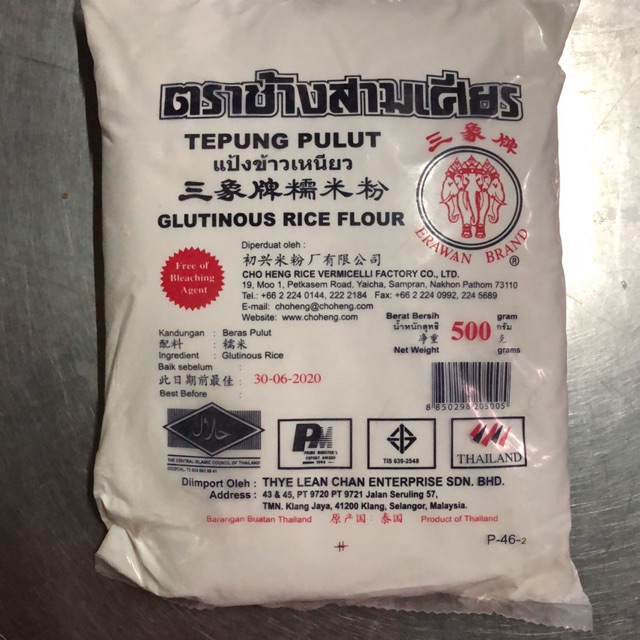 ตราช้างสามเศียร
TEPUNG PULUT
แป้งข้าวเหนียว
三象牌糯米粉
GLUTINOUS RICE FLOUR
三象牌
ERAWAN BRAND
®
Free of
Bleaching
Agent
Diperduat oleh :
初兴米粉厂有限公司
CHO HENG RICE VERMICELLI FACTORY CO., LTD.
19, Moo 1, Petkasem Road, Yaicha, Sampran, Nakhon Pathom 73110
Tel.: +66 2 224 0144, 222 2184 Fax: +66 2 224 0992, 224 5689
E-mail: choheng@choheng.com
Website: www.choheng.com
Berat Bersih gram
น้ำหนักสุทธิ 500 กรัม
净重 克
Net Weight grams
Kandungan : Beras Pulut
配料 : 糯米
Ingredient : Glutinous Rice
Baik sebelum :
此日期前最佳 : 30-06-2020
Best Before :
8 850298 205005
THE CENTRAL ISLAMIC COUNCIL OF THAILAND
PM
PRIME MINISTER'S
EXPORT AWARD
1994
TIS 639-2549
THAILAND
Diimport Oleh : THYE LEAN CHAN ENTERPRISE SDN. BHD.
Address : 43 & 45, PT 9720 PT 9721 Jalan Seruling 57,
TMN. Klang Jaya, 41200 Klang, Selangor, Malaysia.
Barangan Buatan Thailand 原产国 : 泰国 Product of Thailand
P-46-2